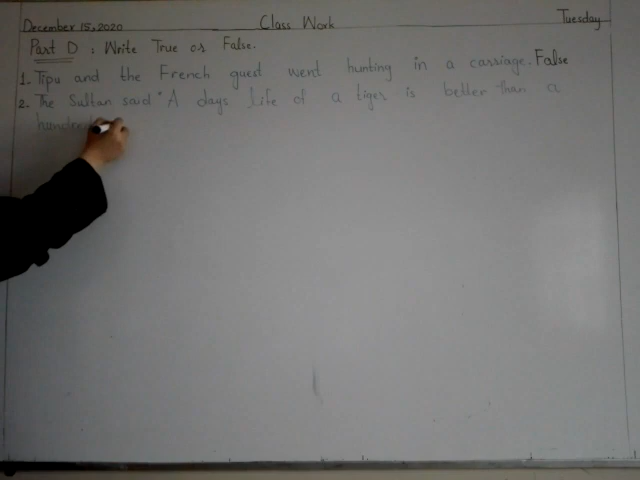 December 15, 2020 Class Work Tuesday
Part D : Write True or False.
1. Tipu and the French guest went hunting in a carriage. False
2. The Sultan said "A days life of a tiger is better than a